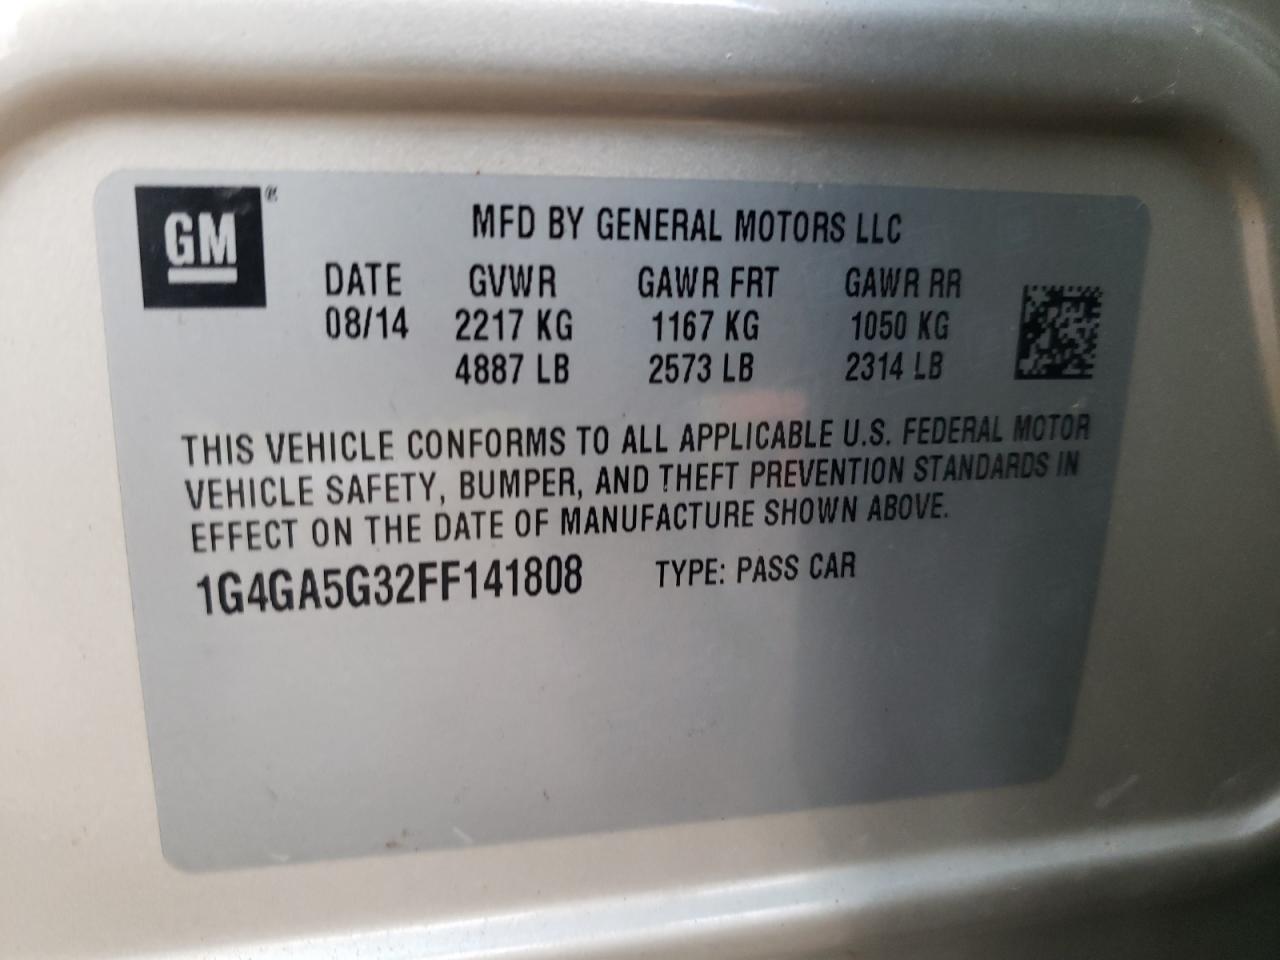 GM ®
MFD BY GENERAL MOTORS LLC
DATE GVWR GAWR FRT GAWR RR
08/14 2217 KG 1167 KG 1050 KG
4887 LB 2573 LB 2314 LB
THIS VEHICLE CONFORMS TO ALL APPLICABLE U.S. FEDERAL MOTOR
VEHICLE SAFETY, BUMPER, AND THEFT PREVENTION STANDARDS IN
EFFECT ON THE DATE OF MANUFACTURE SHOWN ABOVE.
1G4GA5G32FF141808 TYPE: PASS CAR